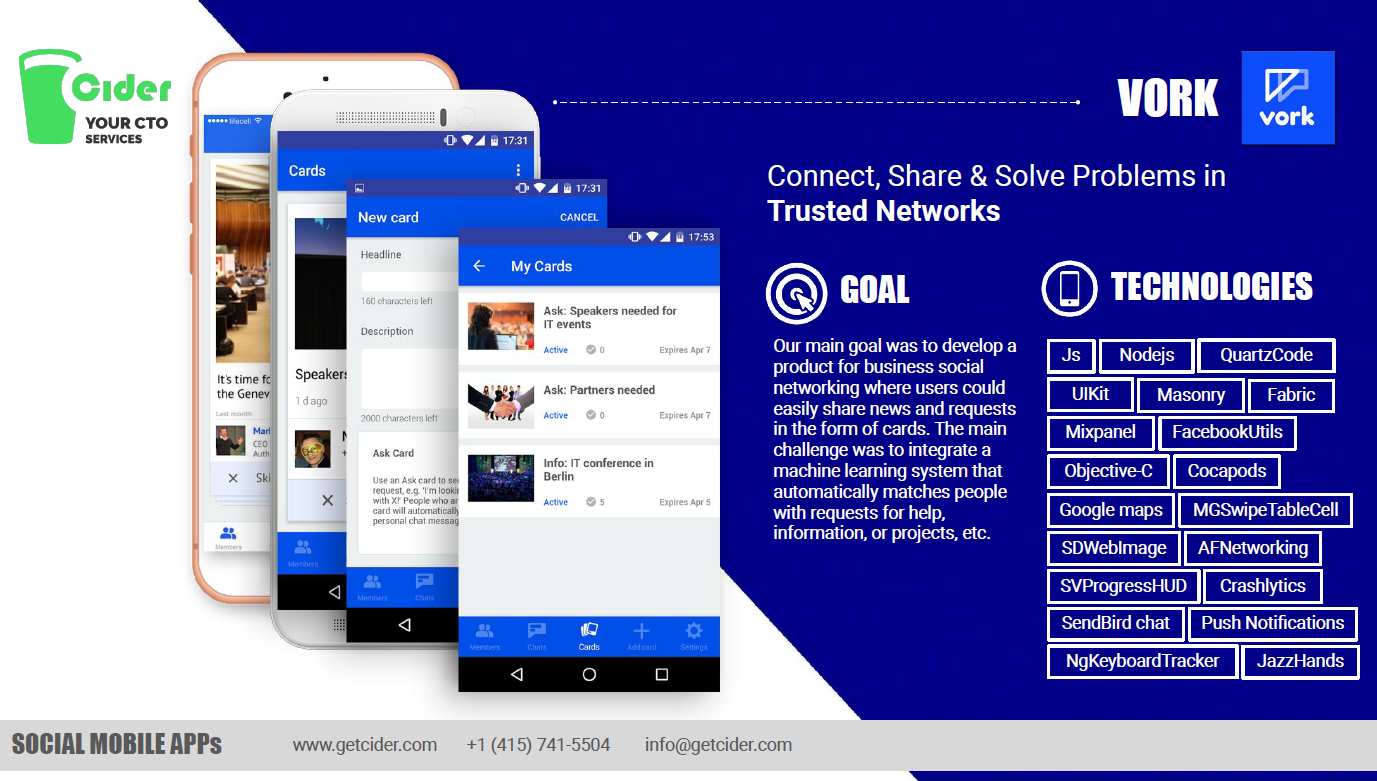 Cider
YOUR CTO
SERVICES
lifecell
It's time fo
the Genev
Last month
Mar
CEO
Auth
Ski
Members
17:31
Cards
Speakers
1 d ago
N
+
Members
17:31
New card
CANCEL
Headline
160 characters left
Description
2000 characters left
Ask Card
Use an Ask card to se
request, e.g. 'I'm looki
with X!' People who ar
card will automatically
personal chat messag
Members
Chats
17:53
My Cards
Ask: Speakers needed for
IT events
Active
0
Expires Apr 7
Ask: Partners needed
Active
0
Expires Apr 7
Info: IT conference in
Berlin
Active
5
Expires Apr 5
Members
Chats
Cards
Add card
Settings
VORK
vork
Connect, Share & Solve Problems in
Trusted Networks
GOAL
Our main goal was to develop a
product for business social
networking where users could
easily share news and requests
in the form of cards. The main
challenge was to integrate a
machine learning system that
automatically matches people
with requests for help,
information, or projects, etc.
TECHNOLOGIES
Js Nodejs QuartzCode
UIKit Masonry Fabric
Mixpanel FacebookUtils
Objective-C Cocapods
Google maps MGSwipeTableCell
SDWebImage AFNetworking
SVProgressHUD Crashlytics
SendBird chat Push Notifications
NgKeyboardTracker JazzHands
SOCIAL MOBILE APPs www.getcider.com +1 (415) 741-5504 info@getcider.com